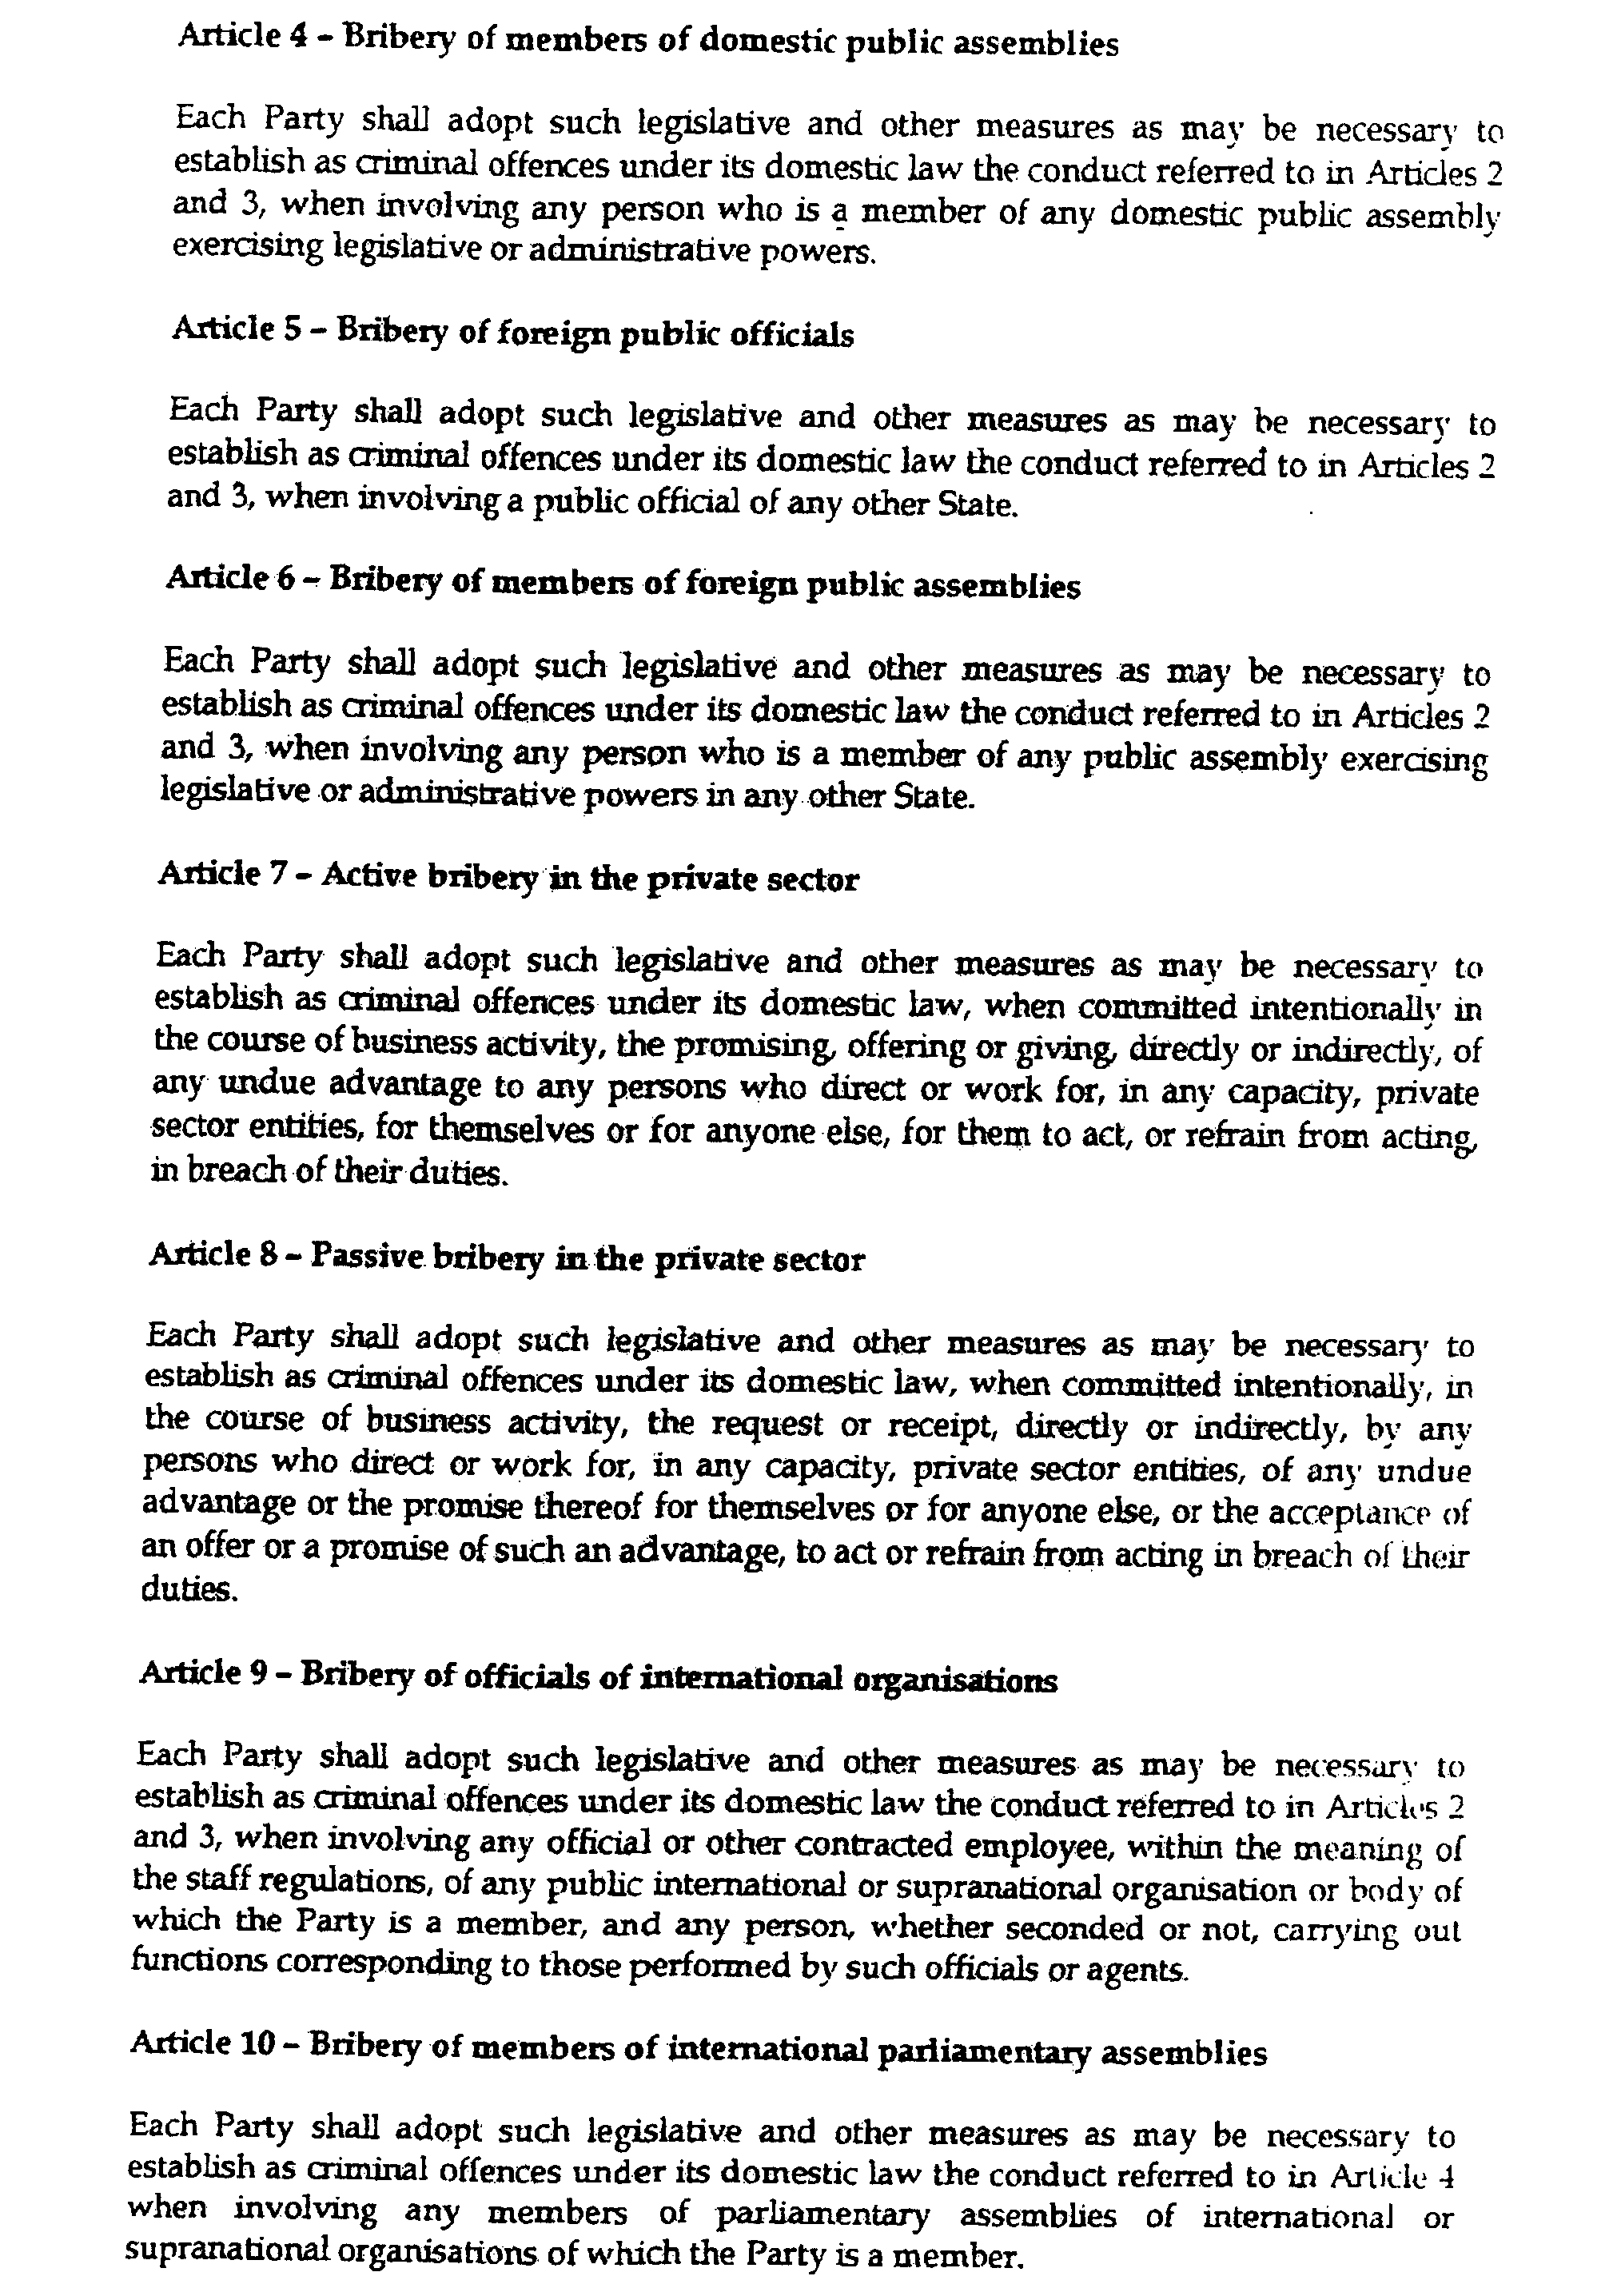 Article 4 – Bribery of members of domestic public assemblies
Each Party shall adopt such legislative and other measures as may be necessary to
establish as criminal offences under its domestic law the conduct referred to in Articles 2
and 3, when involving any person who is a member of any domestic public assembly
exercising legislative or administrative powers.
Article 5 – Bribery of foreign public officials
Each Party shall adopt such legislative and other measures as may be necessary to
establish as criminal offences under its domestic law the conduct referred to in Articles 2
and 3, when involving a public official of any other State.
Article 6 – Bribery of members of foreign public assemblies
Each Party shall adopt such legislative and other measures as may be necessary to
establish as criminal offences under its domestic law the conduct referred to in Articles 2
and 3, when involving any person who is a member of any public assembly exercising
legislative or administrative powers in any other State.
Article 7 – Active bribery in the private sector
Each Party shall adopt such legislative and other measures as may be necessary to
establish as criminal offences under its domestic law, when committed intentionally in
the course of business activity, the promising, offering or giving, directly or indirectly, of
any undue advantage to any persons who direct or work for, in any capacity, private
sector entities, for themselves or for anyone else, for them to act, or refrain from acting,
in breach of their duties.
Article 8 – Passive bribery in the private sector
Each Party shall adopt such legislative and other measures as may be necessary to
establish as criminal offences under its domestic law, when committed intentionally, in
the course of business activity, the request or receipt, directly or indirectly, by any
persons who direct or work for, in any capacity, private sector entities, of any undue
advantage or the promise thereof for themselves or for anyone else, or the acceptance of
an offer or a promise of such an advantage, to act or refrain from acting in breach of their
duties.
Article 9 – Bribery of officials of international organisations
Each Party shall adopt such legislative and other measures as may be necessary to
establish as criminal offences under its domestic law the conduct referred to in Articles 2
and 3, when involving any official or other contracted employee, within the meaning of
the staff regulations, of any public international or supranational organisation or body of
which the Party is a member, and any person, whether seconded or not, carrying out
functions corresponding to those performed by such officials or agents.
Article 10 – Bribery of members of international parliamentary assemblies
Each Party shall adopt such legislative and other measures as may be necessary to
establish as criminal offences under its domestic law the conduct referred to in Article 4
when involving any members of parliamentary assemblies of international or
supranational organisations of which the Party is a member.